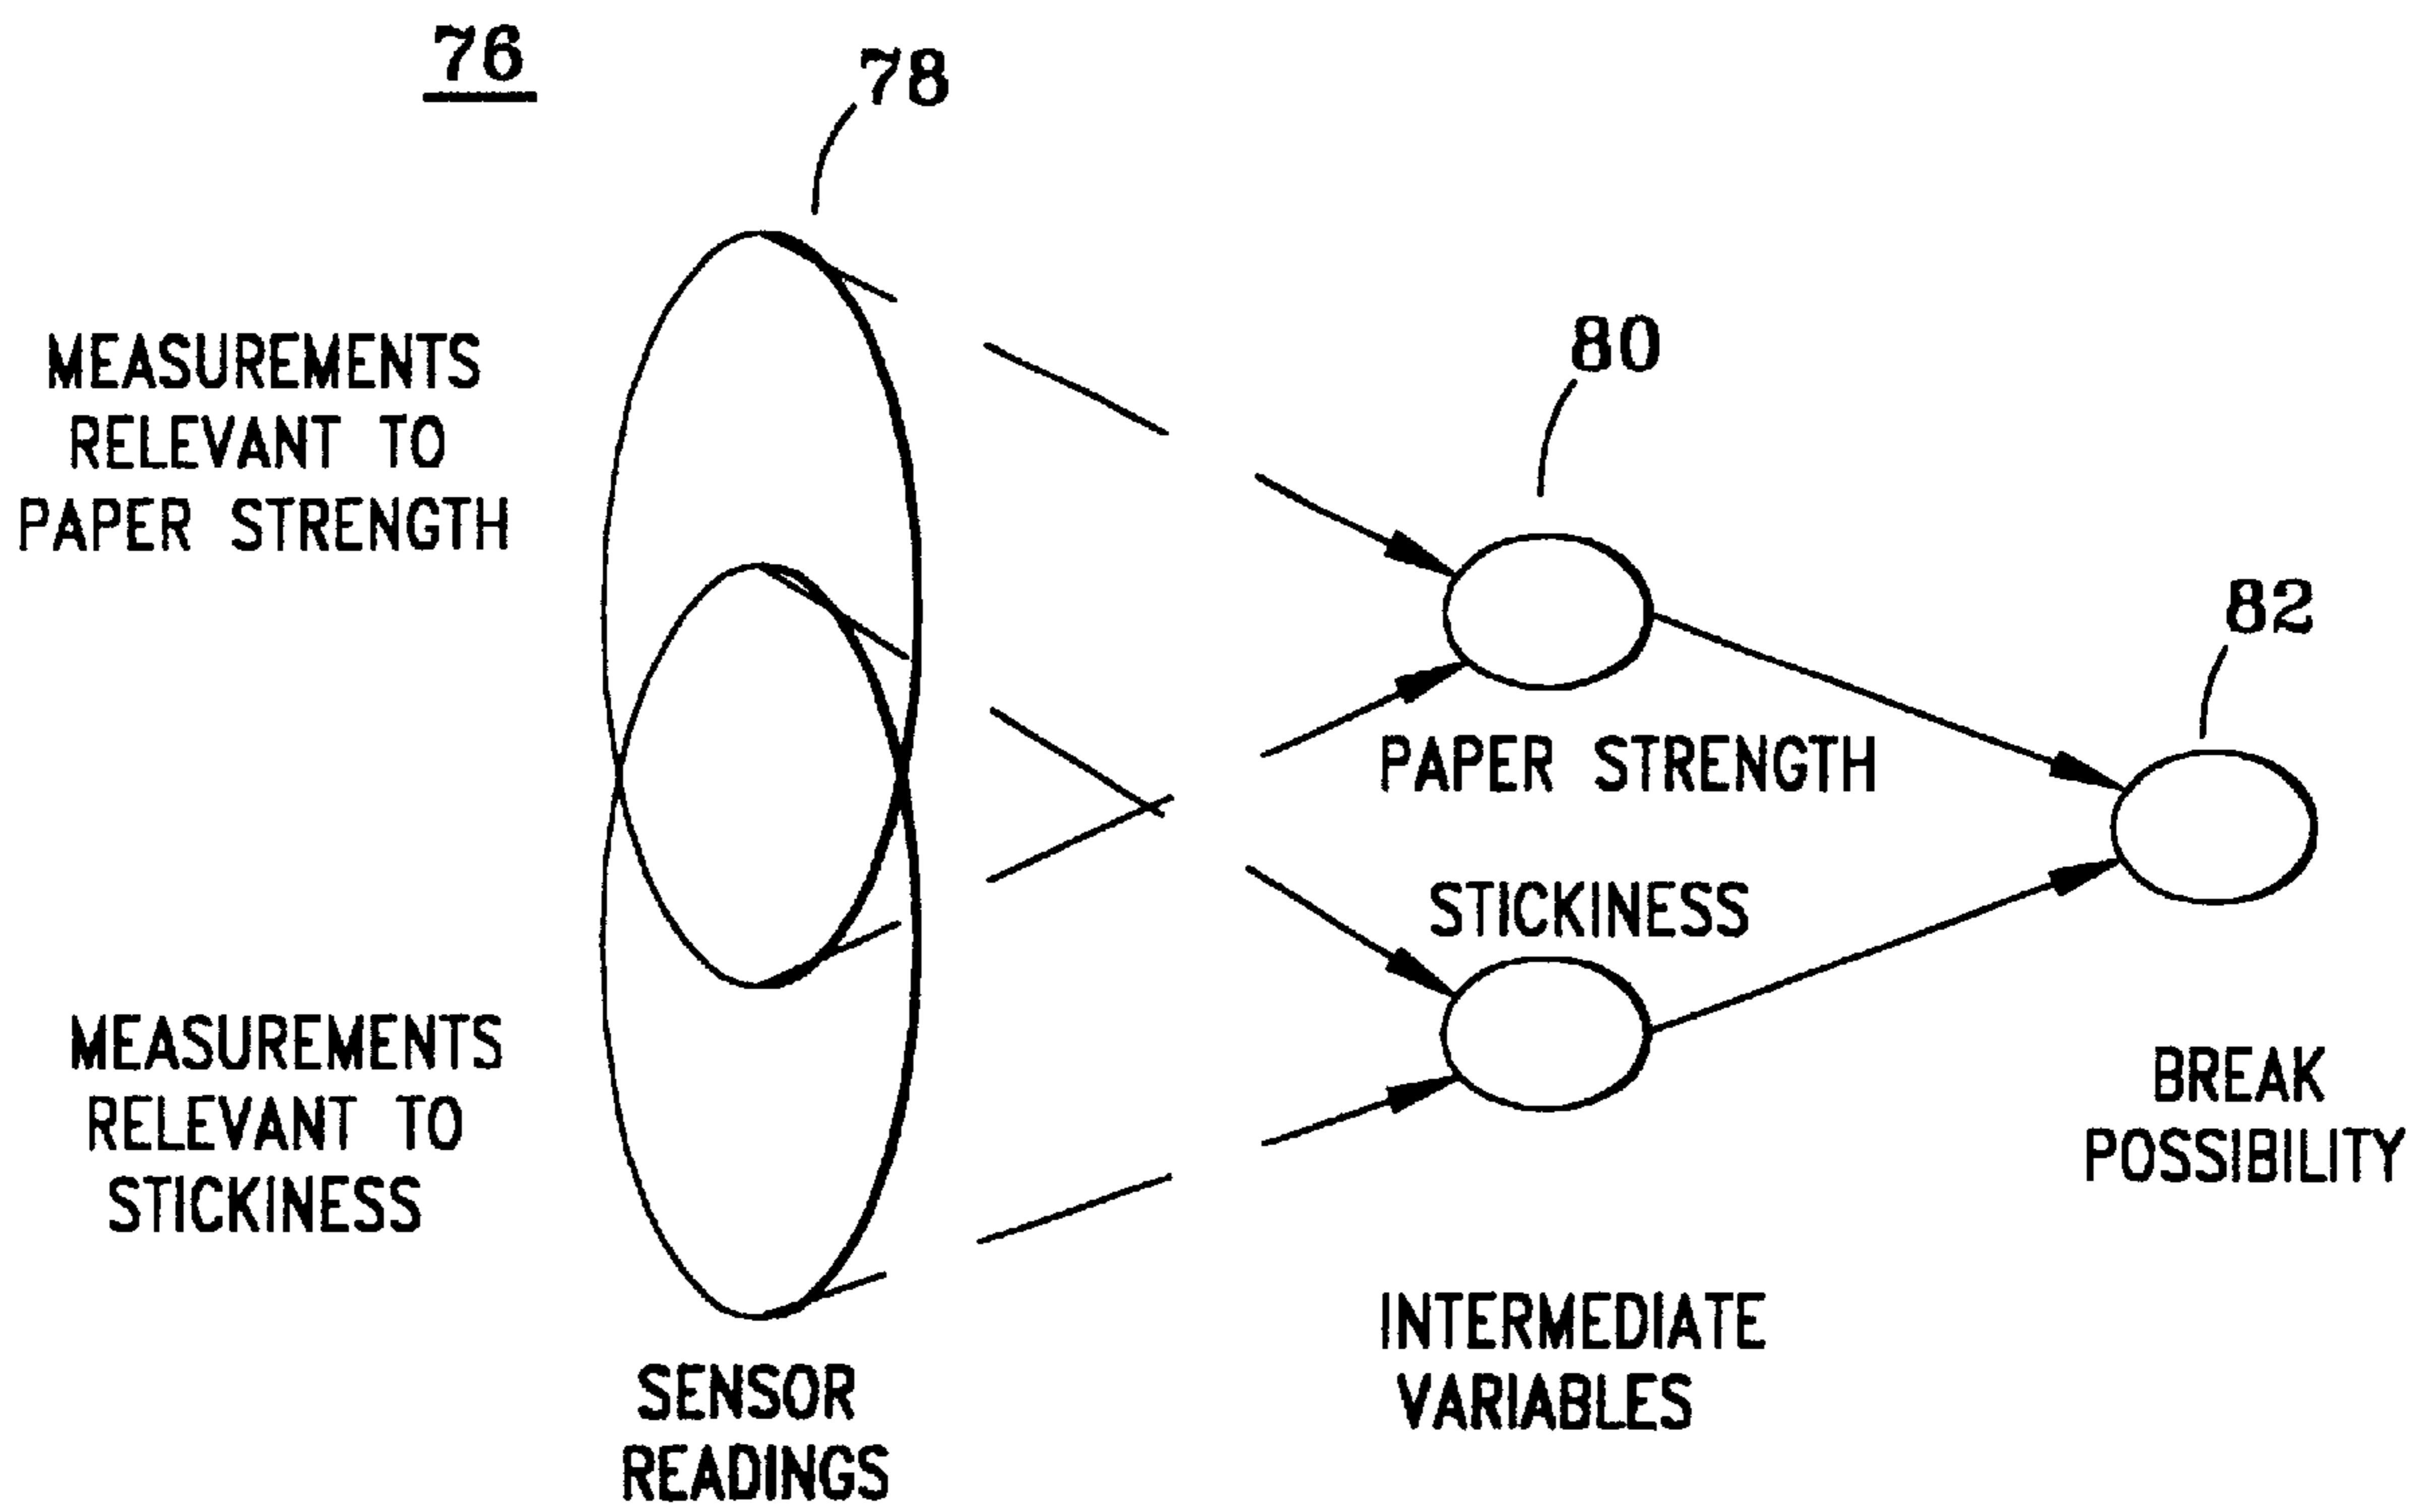 76
78
MEASUREMENTS
RELEVANT TO
PAPER STRENGTH
80
82
PAPER STRENGTH
STICKINESS
MEASUREMENTS
RELEVANT TO
STICKINESS
BREAK
POSSIBILITY
INTERMEDIATE
VARIABLES
SENSOR
READINGS